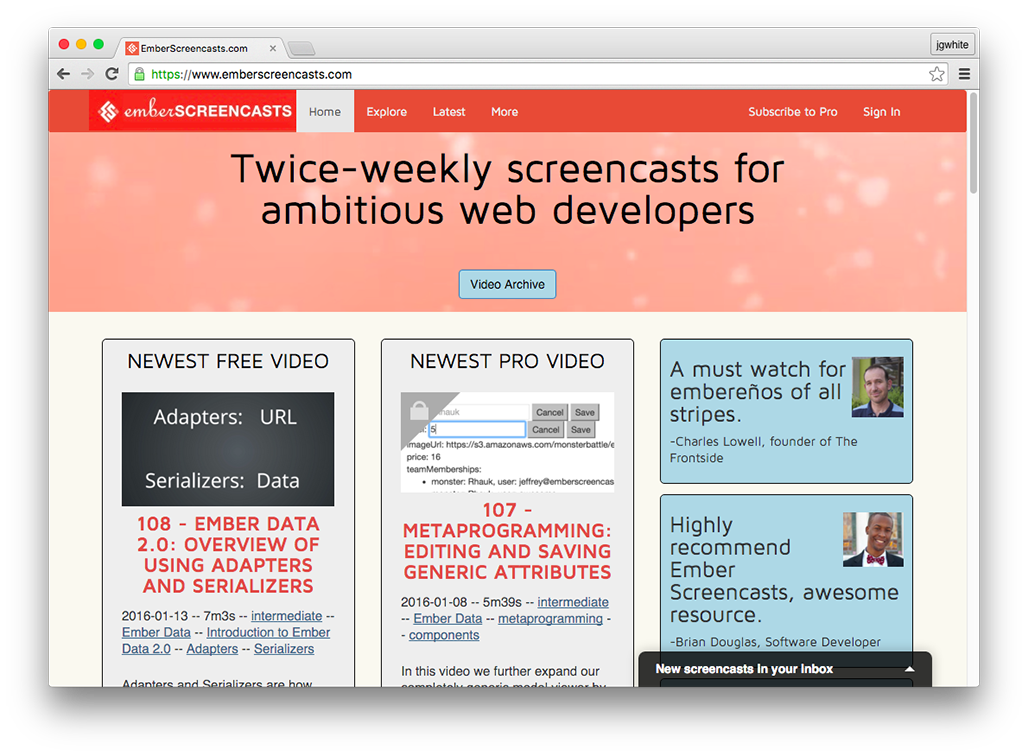 EmberScreencasts.com
jgwhite
https://www.emberscreencasts.com
emberSCREENCASTS
Home
Explore
Latest
More
Subscribe to Pro
Sign In
Twice-weekly screencasts for
ambitious web developers
Video Archive
NEWEST FREE VIDEO
Adapters: URL
Serializers: Data
108 - EMBER DATA
2.0: OVERVIEW OF
USING ADAPTERS
AND SERIALIZERS
2016-01-13 -- 7m3s -- intermediate --
Ember Data -- Introduction to Ember
Data 2.0 -- Adapters -- Serializers
Adapters and Serializers are how
NEWEST PRO VIDEO
Cancel Save
5
Cancel Save
imageUrl: https://s3.amazonaws.com/monsterbattle/e
price: 16
teamMemberships:
• monster: Rhauk, user: jeffrey@emberscreencas
107 -
METAPROGRAMMING:
EDITING AND SAVING
GENERIC ATTRIBUTES
2016-01-08 -- 5m39s -- intermediate
-- Ember Data -- metaprogramming -
- components
In this video we further expand our
completely generic model viewer by
A must watch for
embereños of all
stripes.
-Charles Lowell, founder of The
Frontside
Highly
recommend
Ember
Screencasts, awesome
resource.
-Brian Douglas, Software Developer
New screencasts in your inbox